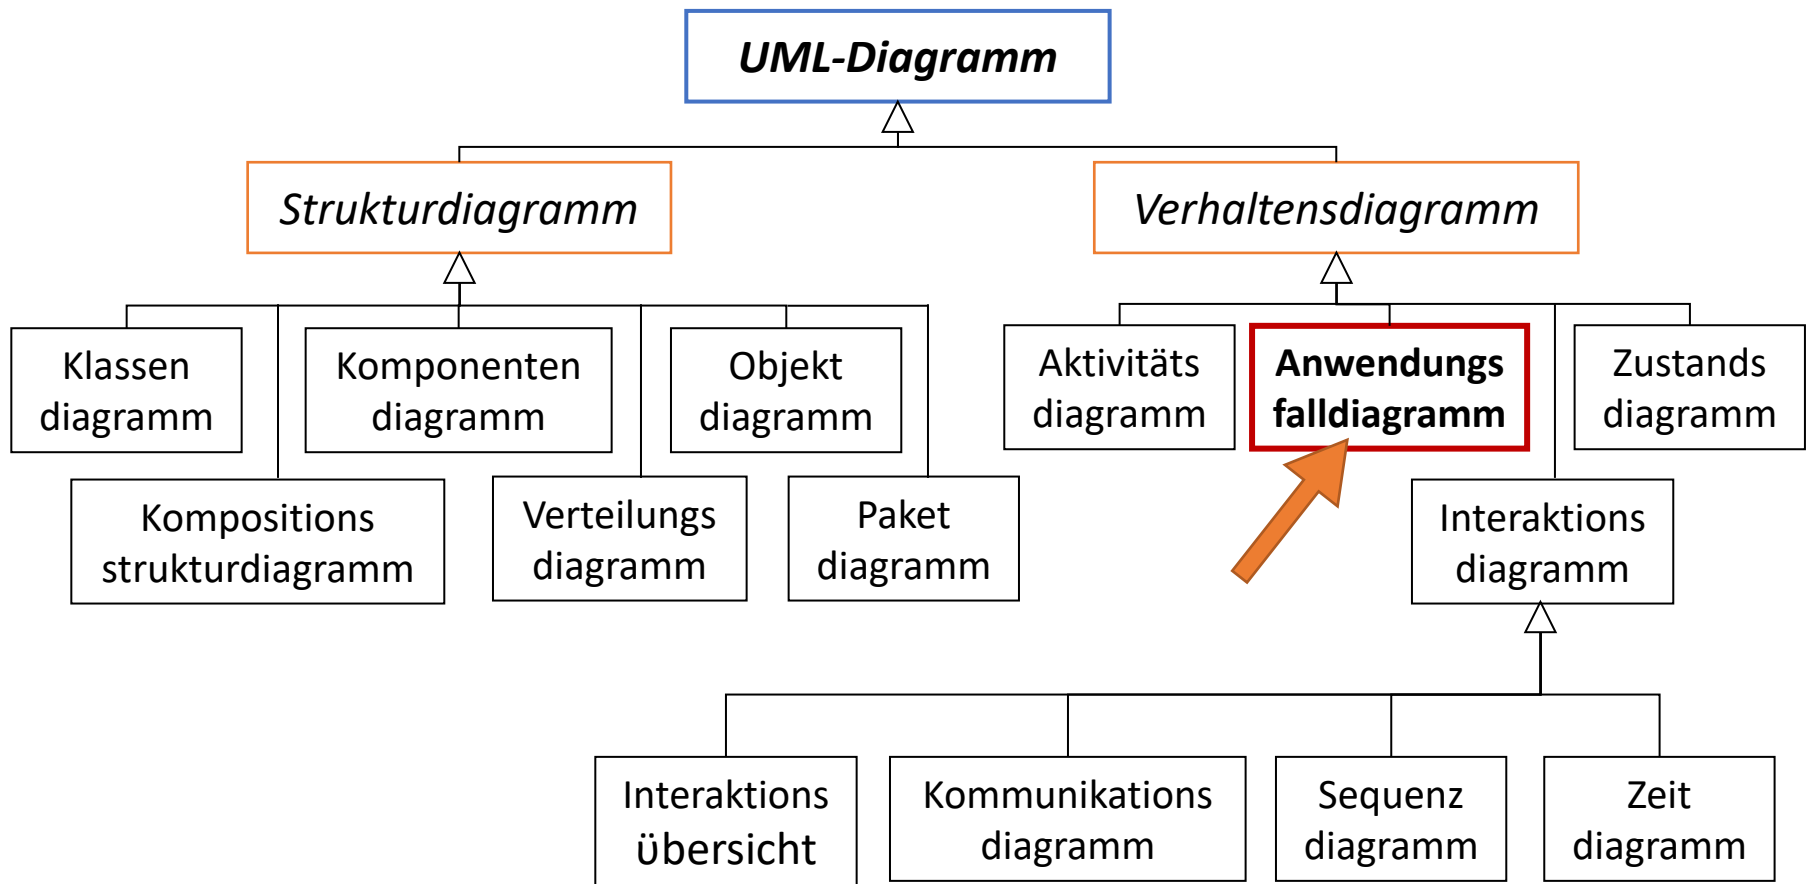 UML-Diagramm
Strukturdiagramm
Verhaltensdiagramm
Klassen
diagramm
Komponenten
diagramm
Objekt
diagramm
Aktivitäts
diagramm
Anwendungs
falldiagramm
Zustands
diagramm
Kompositions
strukturdiagramm
Verteilungs
diagramm
Paket
diagramm
Interaktions
diagramm
Interaktions
übersicht
Kommunikations
diagramm
Sequenz
diagramm
Zeit
diagramm